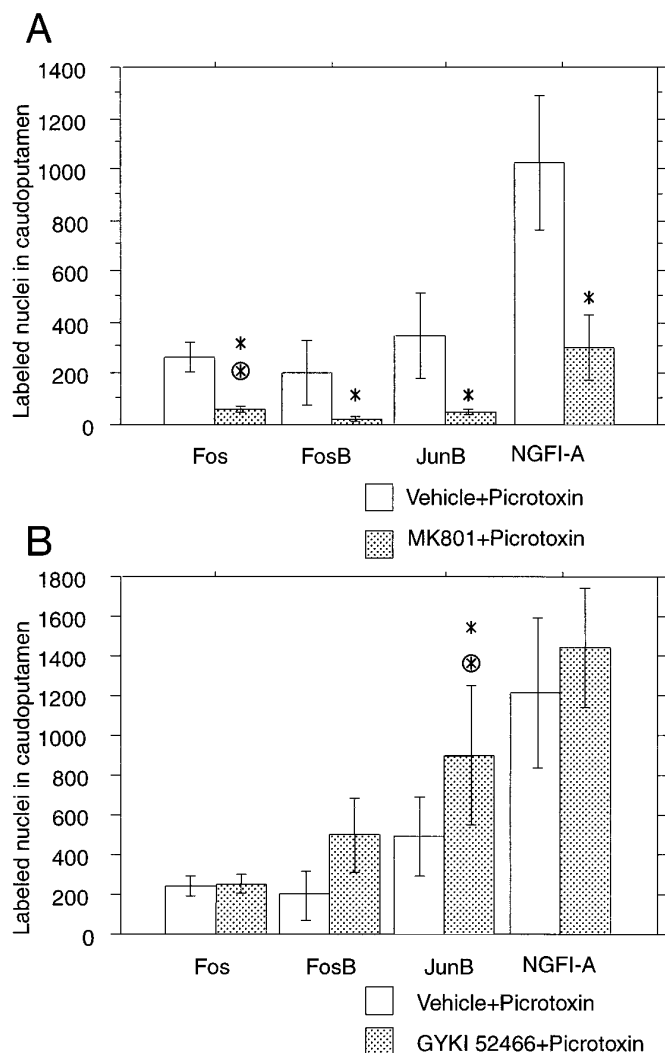 A
1400
1200
1000
800
600
400
200
0
Labeled nuclei in caudoputamen
Fos FosB JunB NGFI-A
Vehicle+Picrotoxin
MK801+Picrotoxin
B
1800
1600
1400
1200
1000
800
600
400
200
0
Labeled nuclei in caudoputamen
Fos FosB JunB NGFI-A
Vehicle+Picrotoxin
GYKI 52466+Picrotoxin